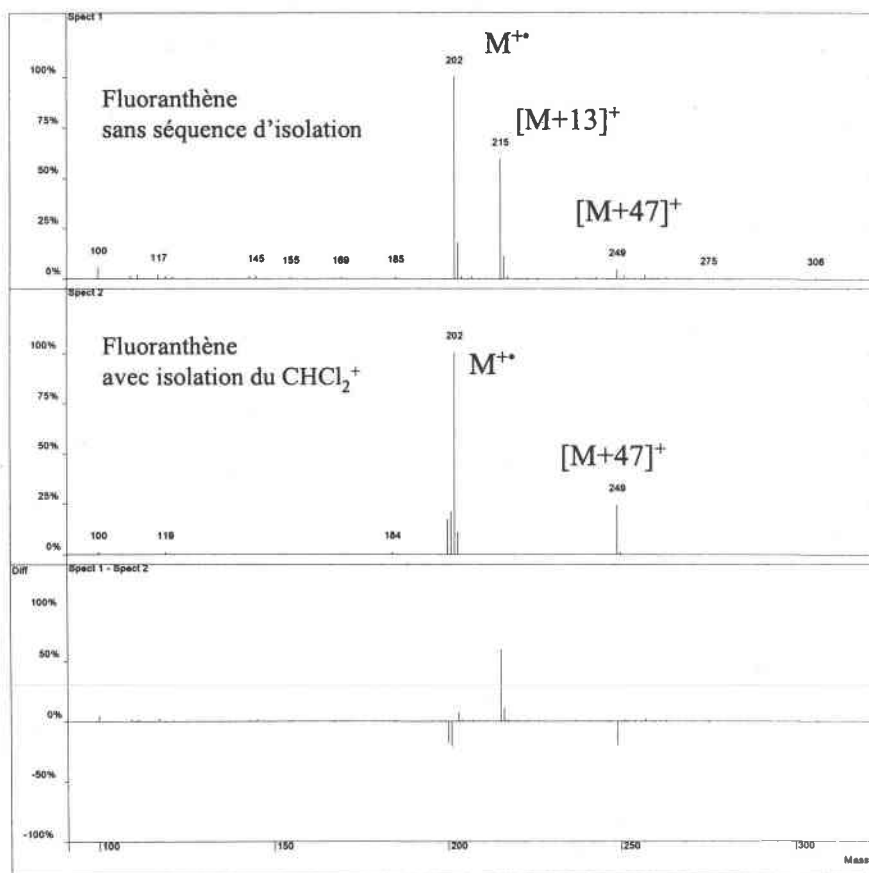 Spect 1
M+•
202
100%
Fluoranthène
sans séquence d'isolation
[M+13]+
75%
215
50%
[M+47]+
25%
100
117
145
155
169
185
249
275
306
0%
Spect 2
202
Fluoranthène
100%
M+•
avec isolation du CHCl2+
75%
[M+47]+
50%
249
25%
100
119
184
0%
Diff
Spect 1 - Spect 2
100%
50%
0%
-50%
-100%
100
150
200
250
300
Mass